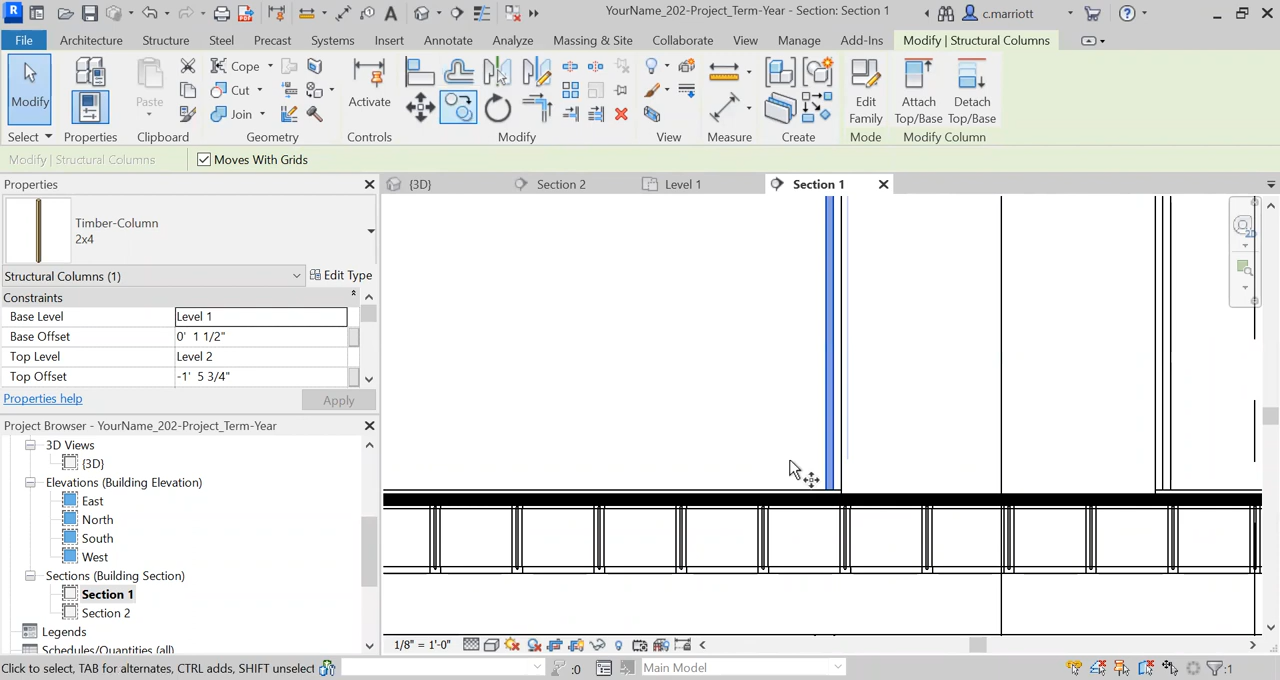 YourName_202-Project_Term-Year - Section: Section 1
c.marriott
File Architecture Structure Steel Precast Systems Insert Annotate Analyze Massing & Site Collaborate View Manage Add-Ins Modify | Structural Columns
Modify
Paste
Cope
Cut
Join
Activate
Edit Family
Attach Top/Base
Detach Top/Base
Select Properties Clipboard Geometry Controls Modify View Measure Create Mode Modify Column
Modify | Structural Columns Moves With Grids
Properties
{3D} Section 2 Level 1 Section 1
Timber-Column
2x4
Structural Columns (1) Edit Type
Constraints
Base Level Level 1
Base Offset 0' 1 1/2"
Top Level Level 2
Top Offset -1' 5 3/4"
Properties help Apply
Project Browser - YourName_202-Project_Term-Year
3D Views
{3D}
Elevations (Building Elevation)
East
North
South
West
Sections (Building Section)
Section 1
Section 2
Legends
Schedules/Quantities (all)
1/8" = 1'-0"
Click to select, TAB for alternates, CTRL adds, SHIFT unselect
:0
Main Model
:1